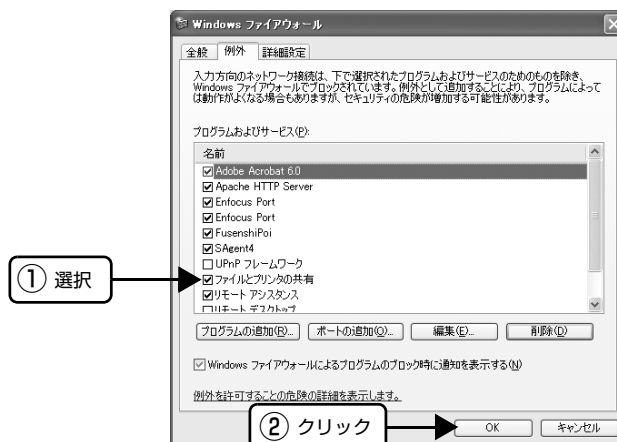 Windows ファイアウォール
全般 例外 詳細設定
入力方向のネットワーク接続は、下で選択されたプログラムおよびサービスのためのものを除き、
Windows ファイアウォールでブロックされています。例外として追加することにより、プログラムによって
は動作がよくなる場合もありますが、セキュリティの危険が増加する可能性があります。
プログラムおよびサービス(P):
名前
Adobe Acrobat 6.0
Apache HTTP Server
Enfocus Port
Enfocus Port
FusenshiPoi
SAgent4
UPnP フレームワーク
① 選択
ファイルとプリンタの共有
リモート アシスタンス
リモート デスクトップ
プログラムの追加(R)... ポートの追加(O)... 編集(E)... 削除(D)
Windows ファイアウォールによるプログラムのブロック時に通知を表示する(N)
例外を許可することの危険の詳細を表示します。
② クリック
OK キャンセル